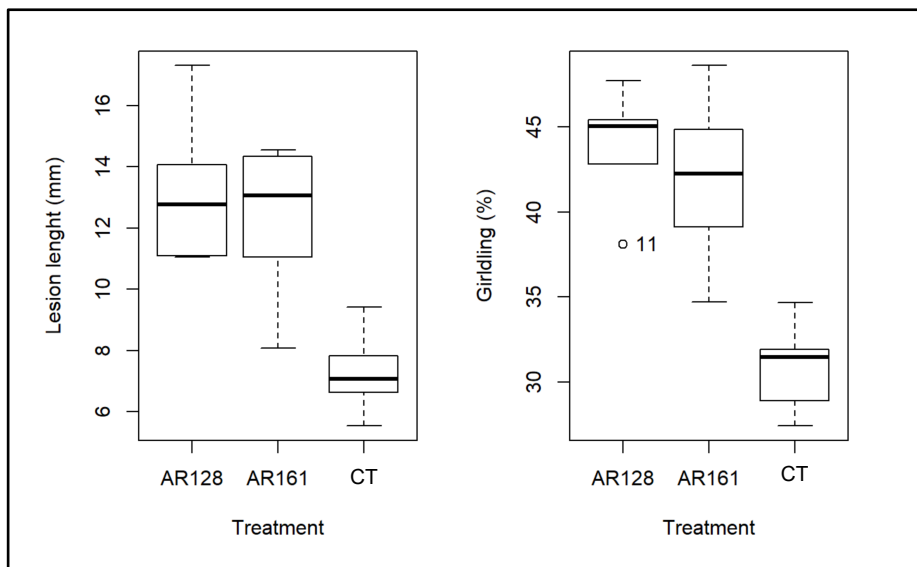 Lesion lenght (mm)
16
14
12
10
8
6
AR128 AR161 CT
Treatment
Girldling (%)
45
40
35
30
11
AR128 AR161 CT
Treatment